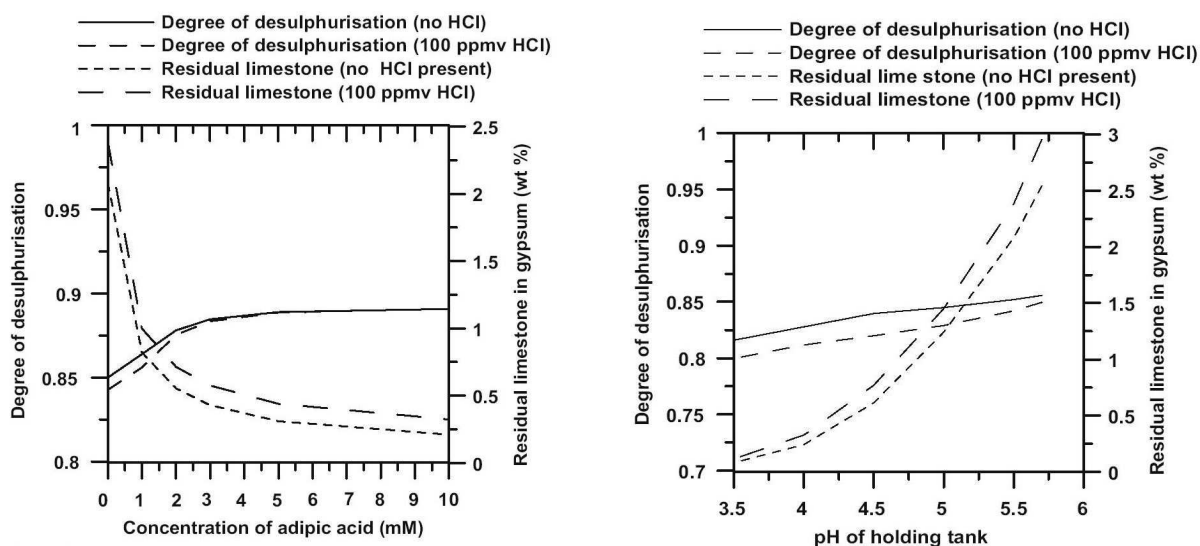 Degree of desulphurisation (no HCl)
Degree of desulphurisation (100 ppmv HCl)
Residual limestone (no HCl present)
Residual limestone (100 ppmv HCl)
1
0.95
0.9
0.85
0.8
Degree of desulphurisation
2.5
2
1.5
1
0.5
0
Residual limestone in gypsum (wt %)
0 1 2 3 4 5 6 7 8 9 10
Concentration of adipic acid (mM)
Degree of desulphurisation (no HCl)
Degree of desulphurisation (100 ppmv HCl)
Residual lime stone (no HCl present)
Residual limestone (100 ppmv HCl)
1
0.95
0.9
0.85
0.8
0.75
0.7
Degree of desulphurisation
3
2.5
2
1.5
1
0.5
0
Residual limestone in gypsum (wt %)
3.5 4 4.5 5 5.5 6
pH of holding tank